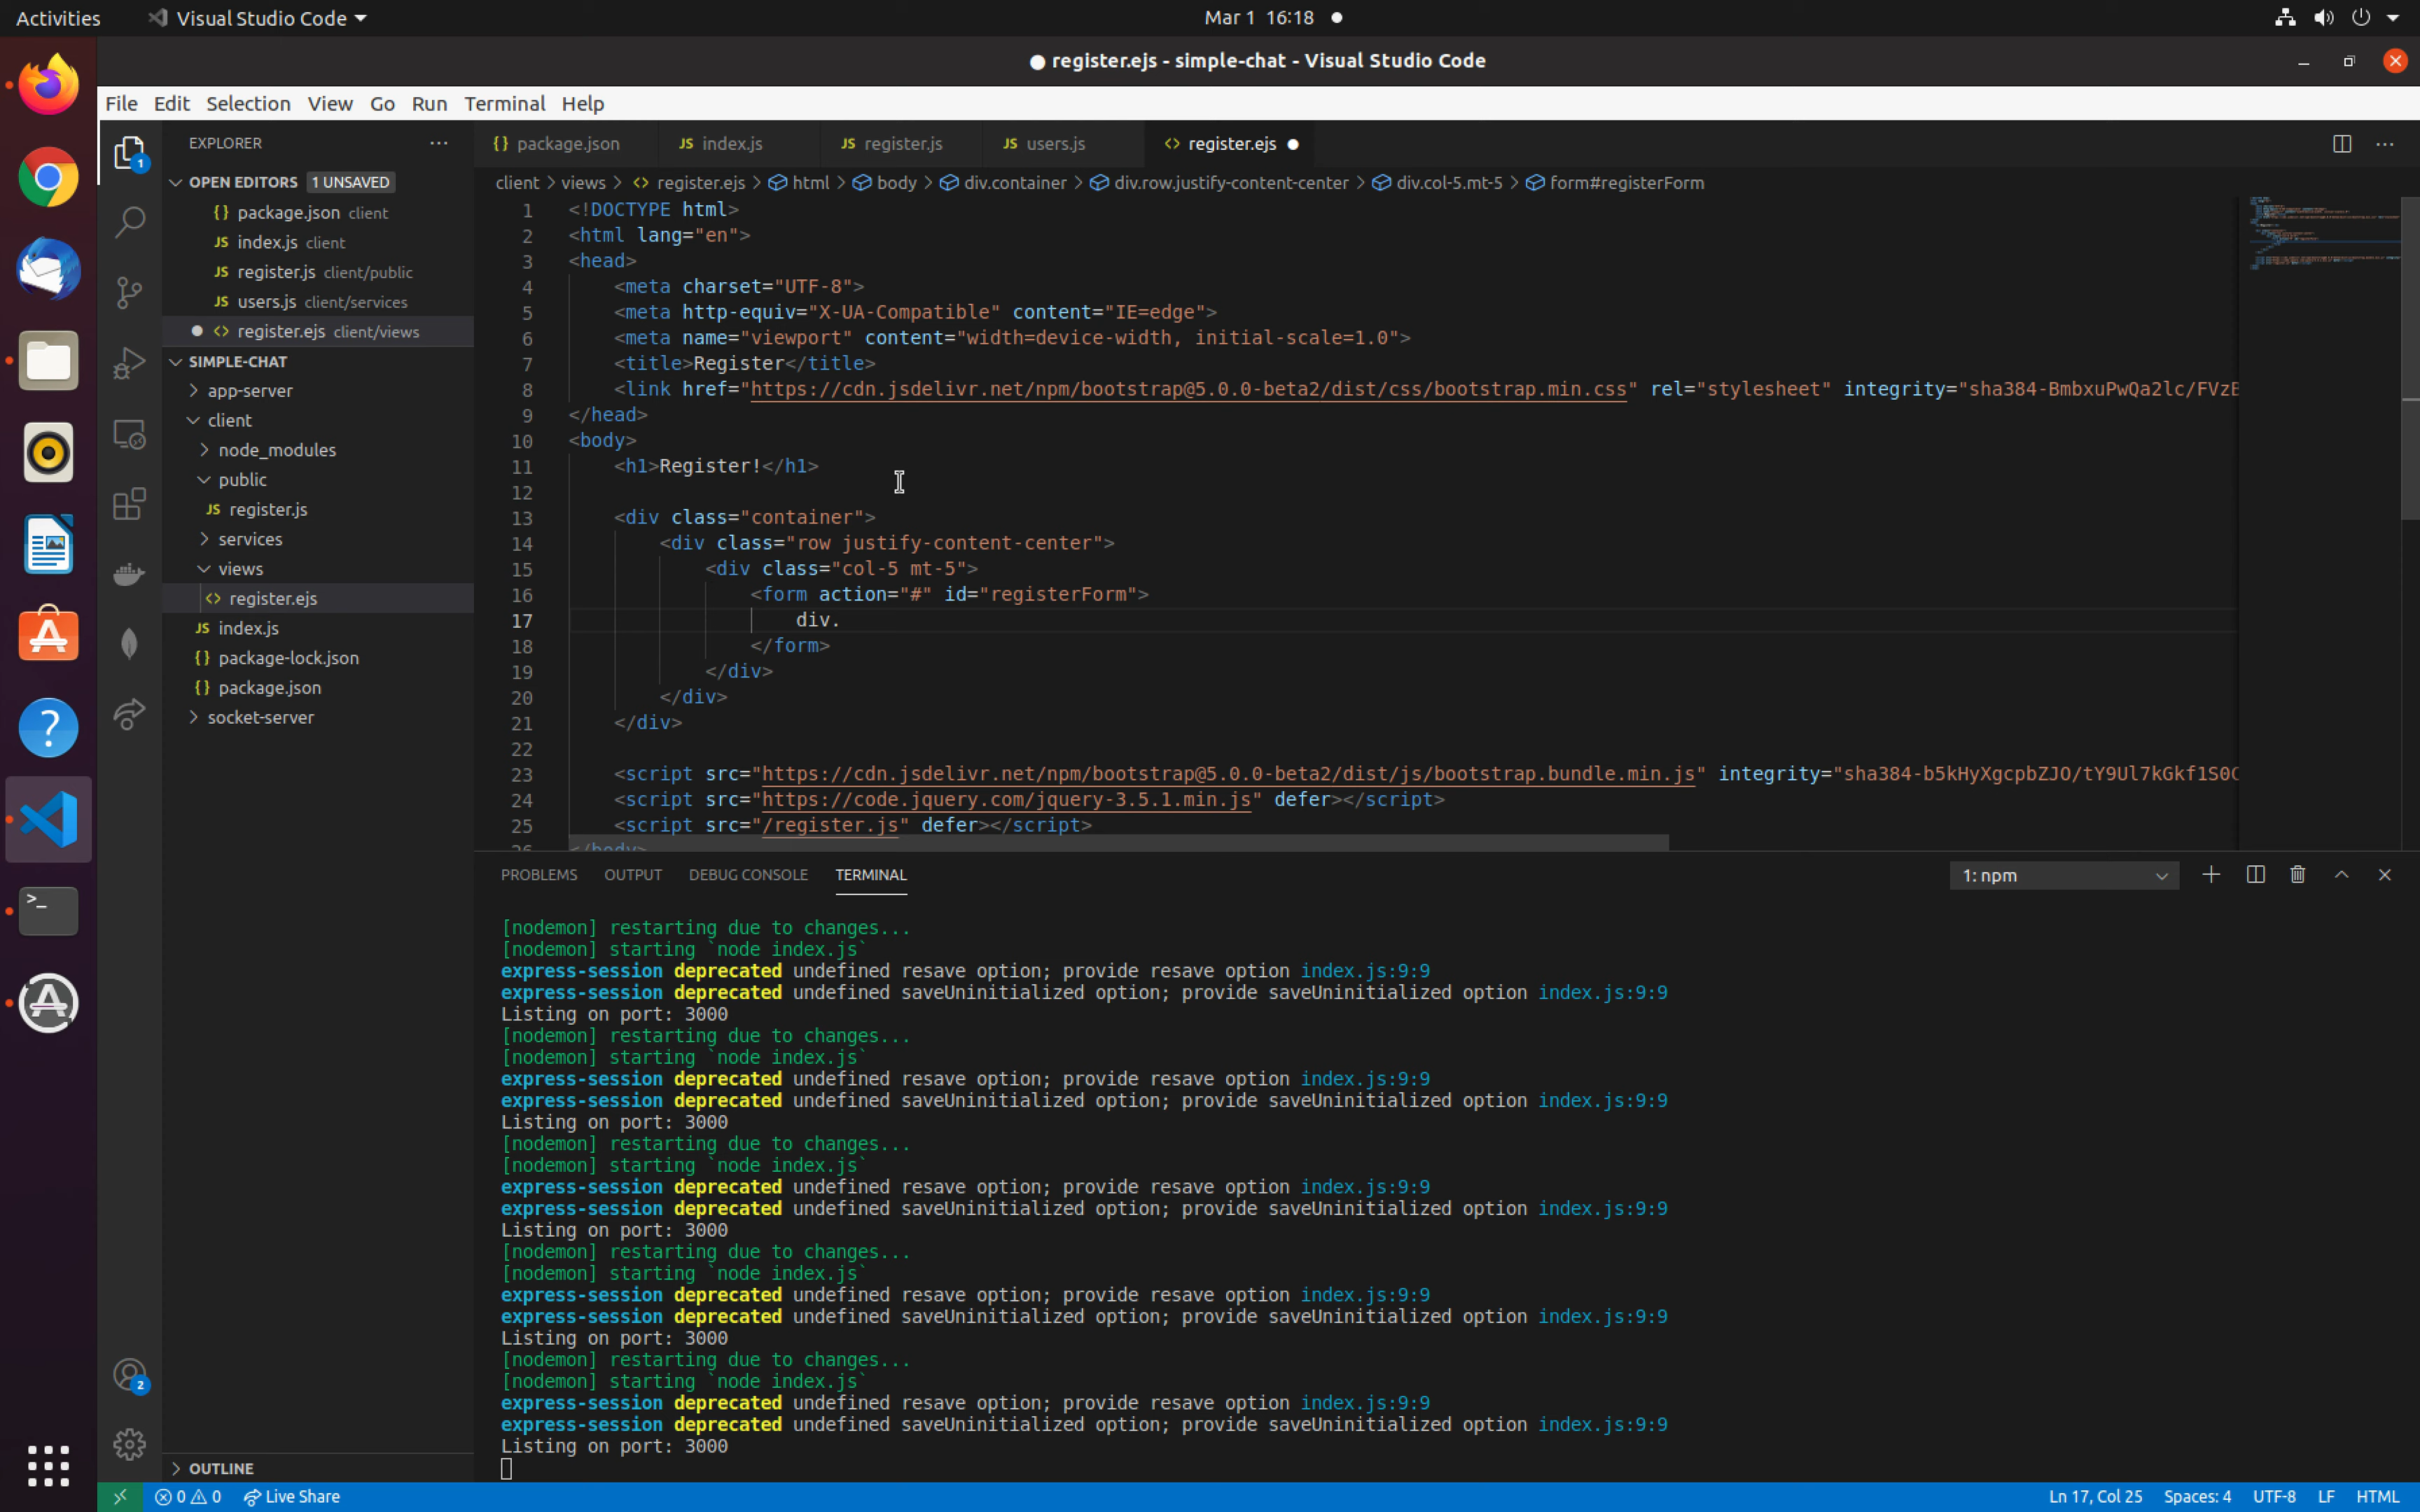 Activities
Visual Studio Code
Mar 1 16:18
register.ejs - simple-chat - Visual Studio Code
File Edit Selection View Go Run Terminal Help
EXPLORER
OPEN EDITORS 1 UNSAVED
{} package.json client
JS index.js client
JS register.js client/public
JS users.js client/services
<> register.ejs client/views
SIMPLE-CHAT
app-server
client
node_modules
public
JS register.js
services
views
<> register.ejs
JS index.js
{} package-lock.json
{} package.json
socket-server
OUTLINE
1
2
{} package.json
JS index.js
JS register.js
JS users.js
<> register.ejs
client > views > <> register.ejs > html > body > div.container > div.row.justify-content-center > div.col-5.mt-5 > form#registerForm
1 <!DOCTYPE html>
2 <html lang="en">
3 <head>
4 <meta charset="UTF-8">
5 <meta http-equiv="X-UA-Compatible" content="IE=edge">
6 <meta name="viewport" content="width=device-width, initial-scale=1.0">
7 <title>Register</title>
8 <link href="https://cdn.jsdelivr.net/npm/bootstrap@5.0.0-beta2/dist/css/bootstrap.min.css" rel="stylesheet" integrity="sha384-BmbxuPwQa2lc/FVzB
9 </head>
10 <body>
11 <h1>Register!</h1>
12
13 <div class="container">
14 <div class="row justify-content-center">
15 <div class="col-5 mt-5">
16 <form action="#" id="registerForm">
17 div.
18 </form>
19 </div>
20 </div>
21 </div>
22
23 <script src="https://cdn.jsdelivr.net/npm/bootstrap@5.0.0-beta2/dist/js/bootstrap.bundle.min.js" integrity="sha384-b5kHyXgcpbZJO/tY9Ul7kGkf1S0C
24 <script src="https://code.jquery.com/jquery-3.5.1.min.js" defer></script>
25 <script src="/register.js" defer></script>
26 </body>
PROBLEMS OUTPUT DEBUG CONSOLE TERMINAL
1: npm
[nodemon] restarting due to changes...
[nodemon] starting `node index.js`
express-session deprecated undefined resave option; provide resave option index.js:9:9
express-session deprecated undefined saveUninitialized option; provide saveUninitialized option index.js:9:9
Listing on port: 3000
[nodemon] restarting due to changes...
[nodemon] starting `node index.js`
express-session deprecated undefined resave option; provide resave option index.js:9:9
express-session deprecated undefined saveUninitialized option; provide saveUninitialized option index.js:9:9
Listing on port: 3000
[nodemon] restarting due to changes...
[nodemon] starting `node index.js`
express-session deprecated undefined resave option; provide resave option index.js:9:9
express-session deprecated undefined saveUninitialized option; provide saveUninitialized option index.js:9:9
Listing on port: 3000
[nodemon] restarting due to changes...
[nodemon] starting `node index.js`
express-session deprecated undefined resave option; provide resave option index.js:9:9
express-session deprecated undefined saveUninitialized option; provide saveUninitialized option index.js:9:9
Listing on port: 3000
[nodemon] restarting due to changes...
[nodemon] starting `node index.js`
express-session deprecated undefined resave option; provide resave option index.js:9:9
express-session deprecated undefined saveUninitialized option; provide saveUninitialized option index.js:9:9
Listing on port: 3000
0 0 Live Share
Ln 17, Col 25 Spaces: 4 UTF-8 LF HTML